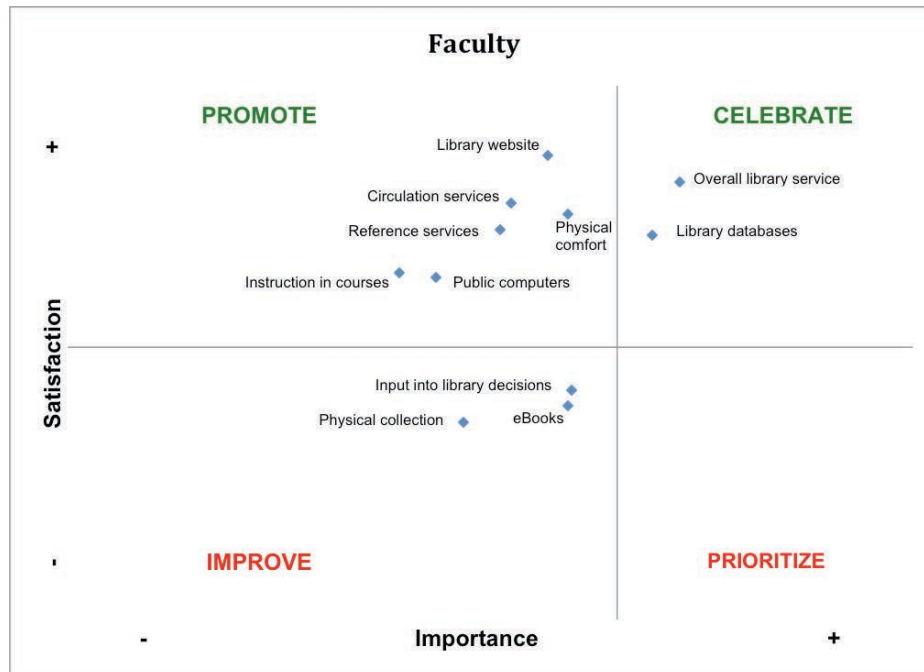 Faculty
PROMOTE
CELEBRATE
+
Library website
Overall library service
Circulation services
Reference services
Physical
comfort
Library databases
Instruction in courses
Public computers
Satisfaction
Input into library decisions
Physical collection
eBooks
-
IMPROVE
PRIORITIZE
-
Importance
+